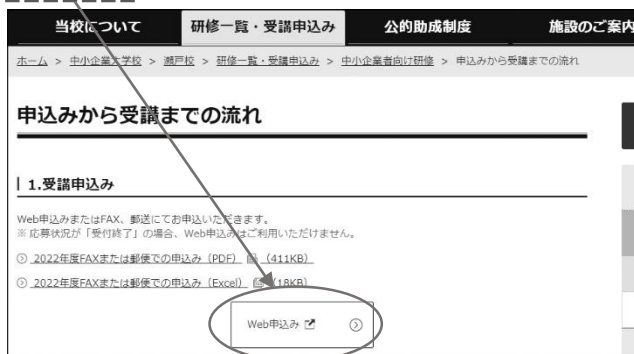 当校について 研修一覧・受講申込み 公的助成制度 施設のご案内
ホーム > 中小企業大学校 > 瀬戸校 > 研修一覧・受講申込み > 中小企業者向け研修 > 申込みから受講までの流れ
申込みから受講までの流れ
1.受講申込み
Web申込みまたはFAX、郵送にてお申込いただきます。
※ 応募状況が「受付終了」の場合、Web申込みはご利用いただけません。
2022年度FAXまたは郵便での申込み（PDF） （411KB）
2022年度FAXまたは郵便での申込み（Excel） （18KB）
Web申込み